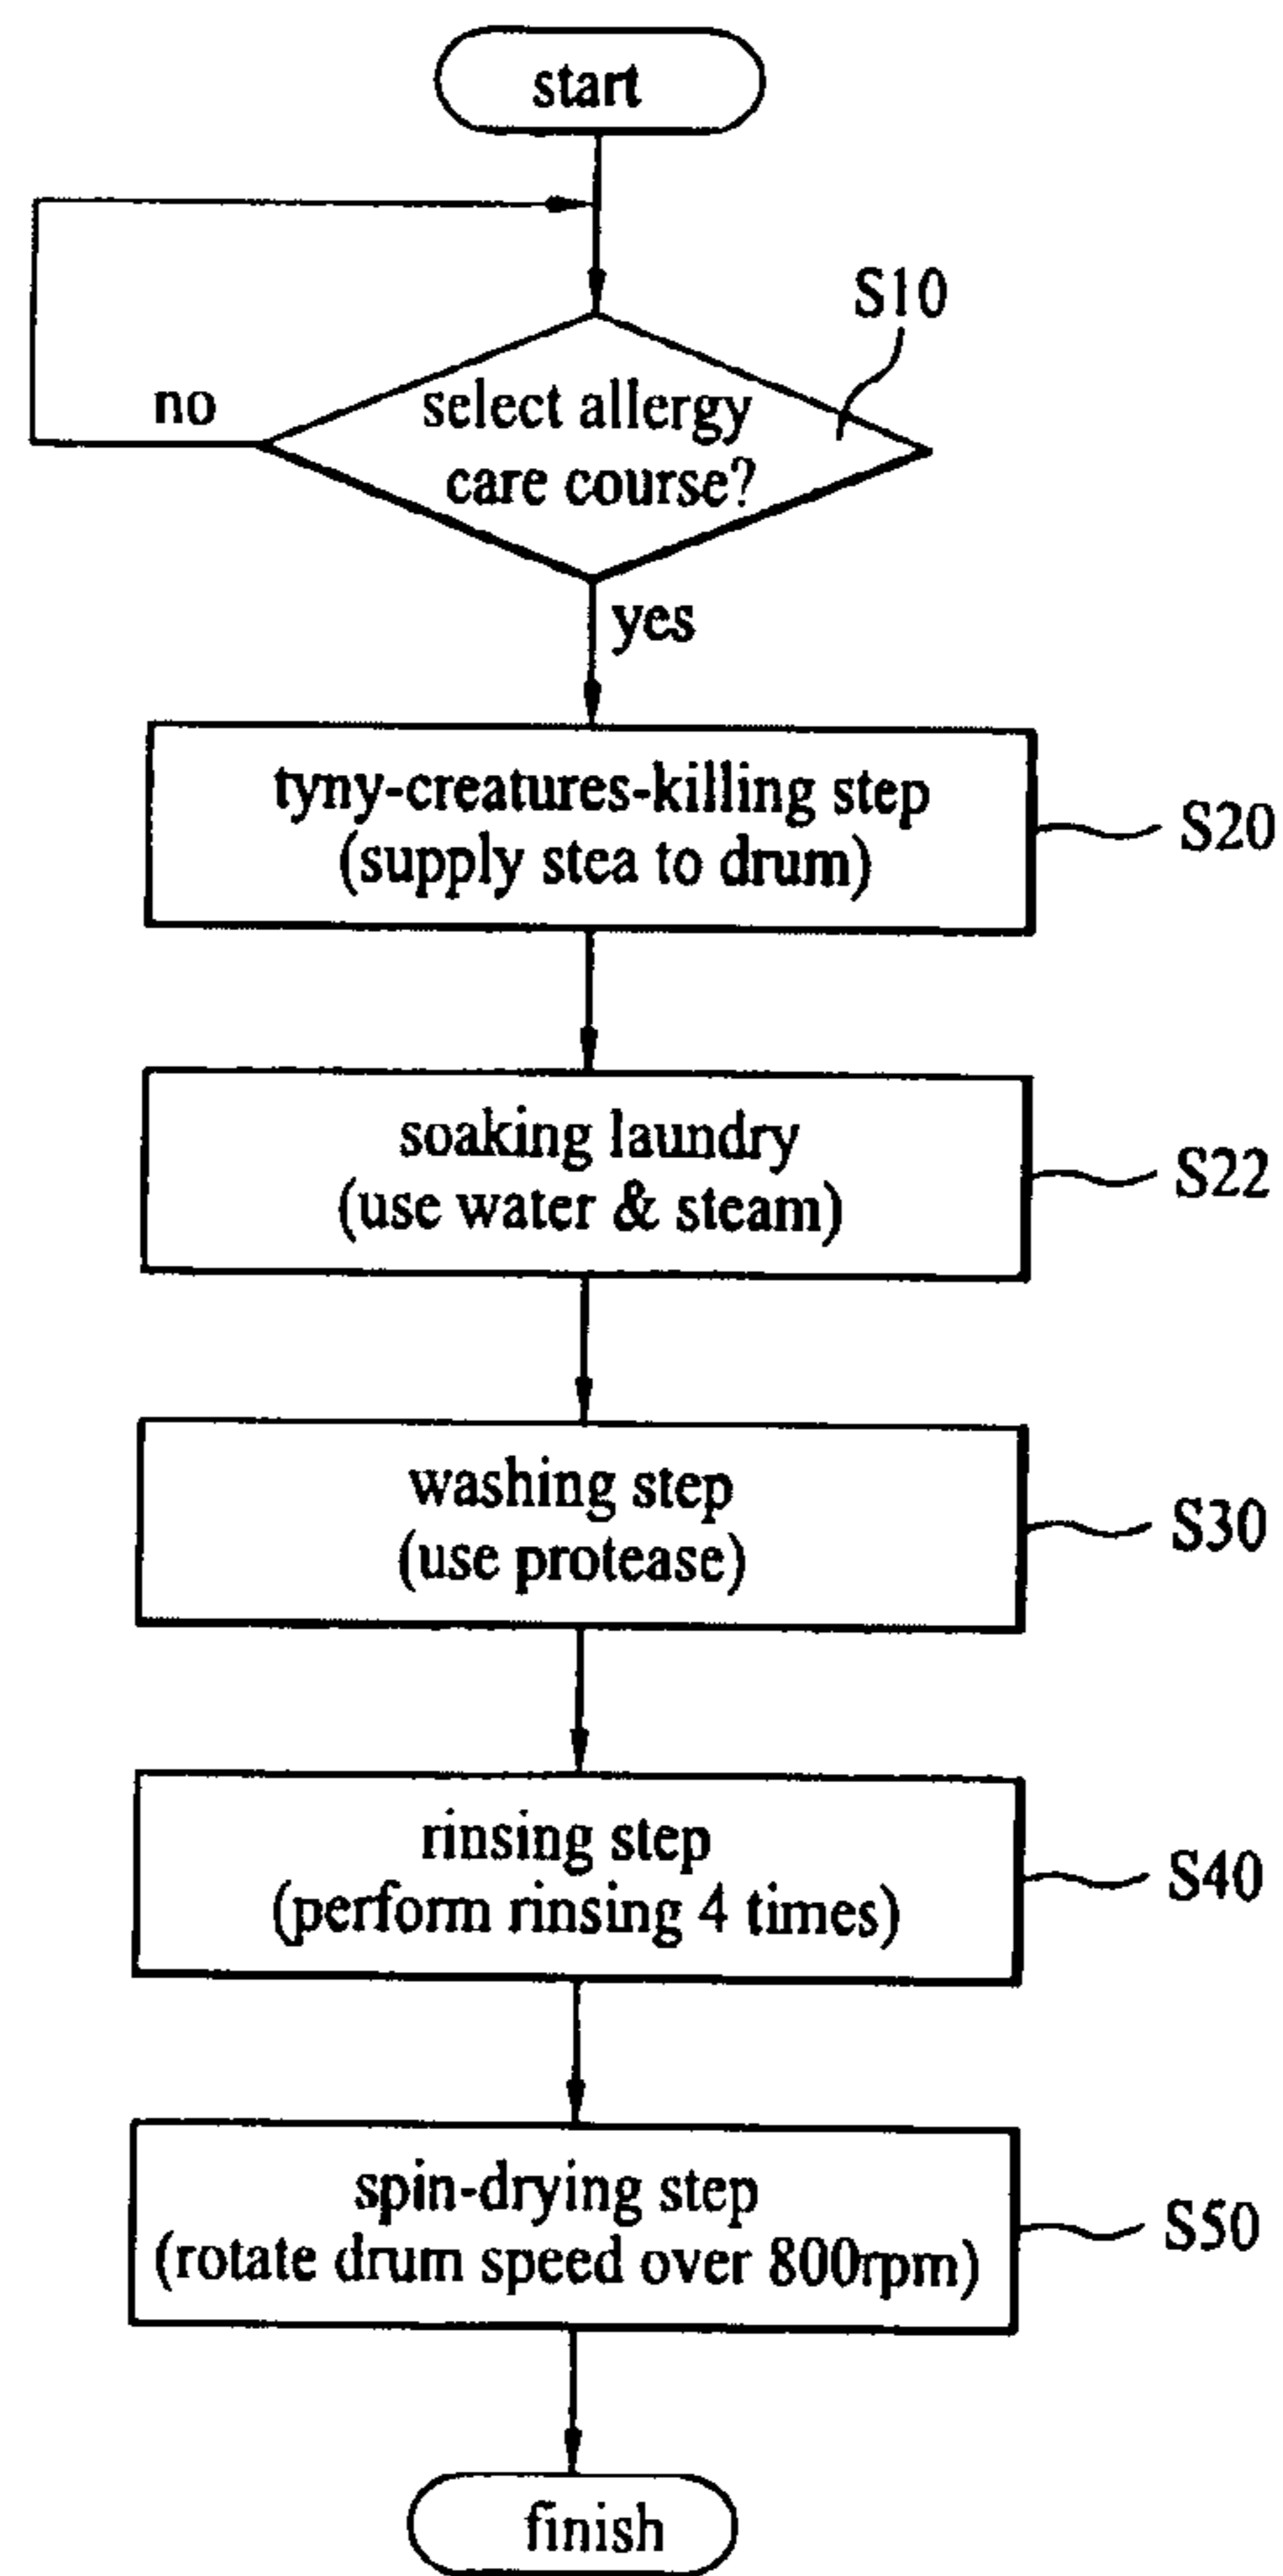 start
S10
no
select allergy
care course?
yes
tyny-creatures-killing step
(supply stea to drum)
S20
soaking laundry
(use water & steam)
S22
washing step
(use protease)
S30
rinsing step
(perform rinsing 4 times)
S40
spin-drying step
(rotate drum speed over 800rpm)
S50
finish